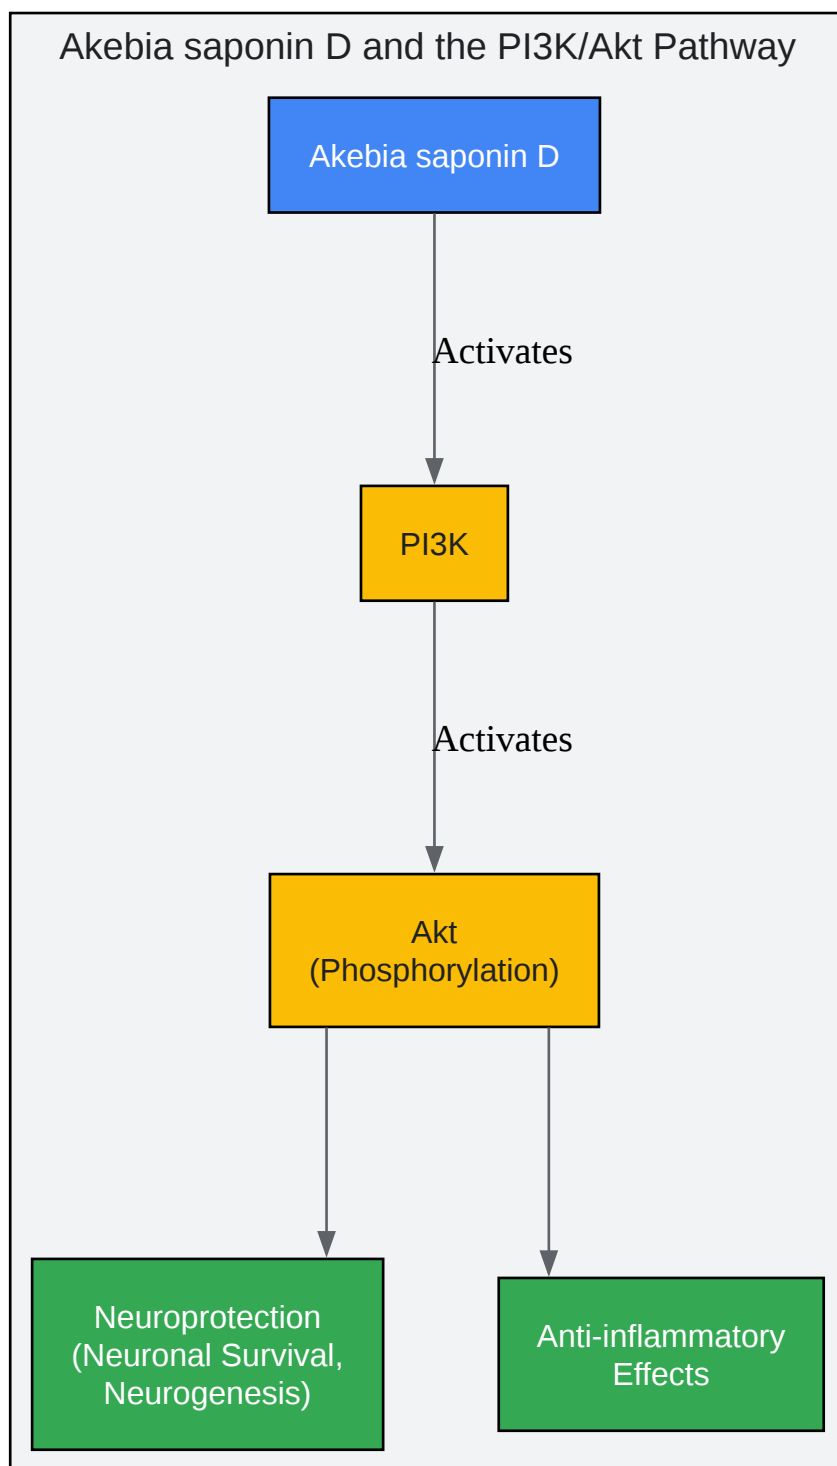 Akebia saponin D and the PI3K/Akt Pathway
Akebia saponin D
Activates
PI3K
Activates
Akt
(Phosphorylation)
Neuroprotection
(Neuronal Survival,
Neurogenesis)
Anti-inflammatory
Effects